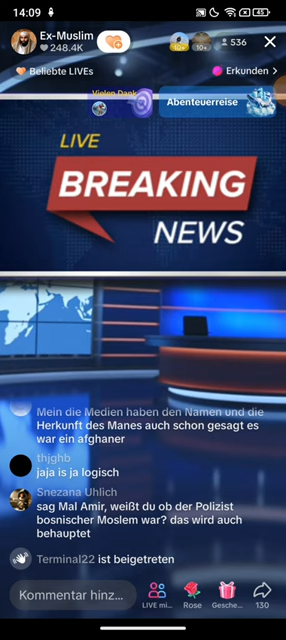 14:09
45
Ex-Muslim
248.4K
10+
10+
536
Beliebte LIVEs
Erkunden >
Vielen Dank
Abenteuerreise
LIVE
BREAKING
NEWS
Mein die Medien haben den Namen und die
Herkunft des Manes auch schon gesagt es
war ein afghaner
thjghb
jaja is ja logisch
Snezana Uhlich
sag Mal Amir, weißt du ob der Polizist
bosnischer Moslem war? das wird auch
behauptet
Terminal22 ist beigetreten
Kommentar hinz...
LIVE mi...
Rose
Gesche...
130